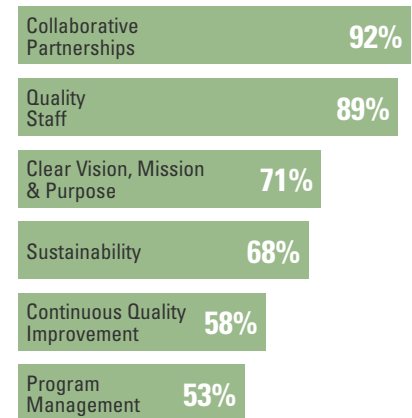 Collaborative
Partnerships
92%
Quality
Staff
89%
Clear Vision, Mission
& Purpose
71%
Sustainability
68%
Continuous Quality
Improvement
58%
Program
Management
53%